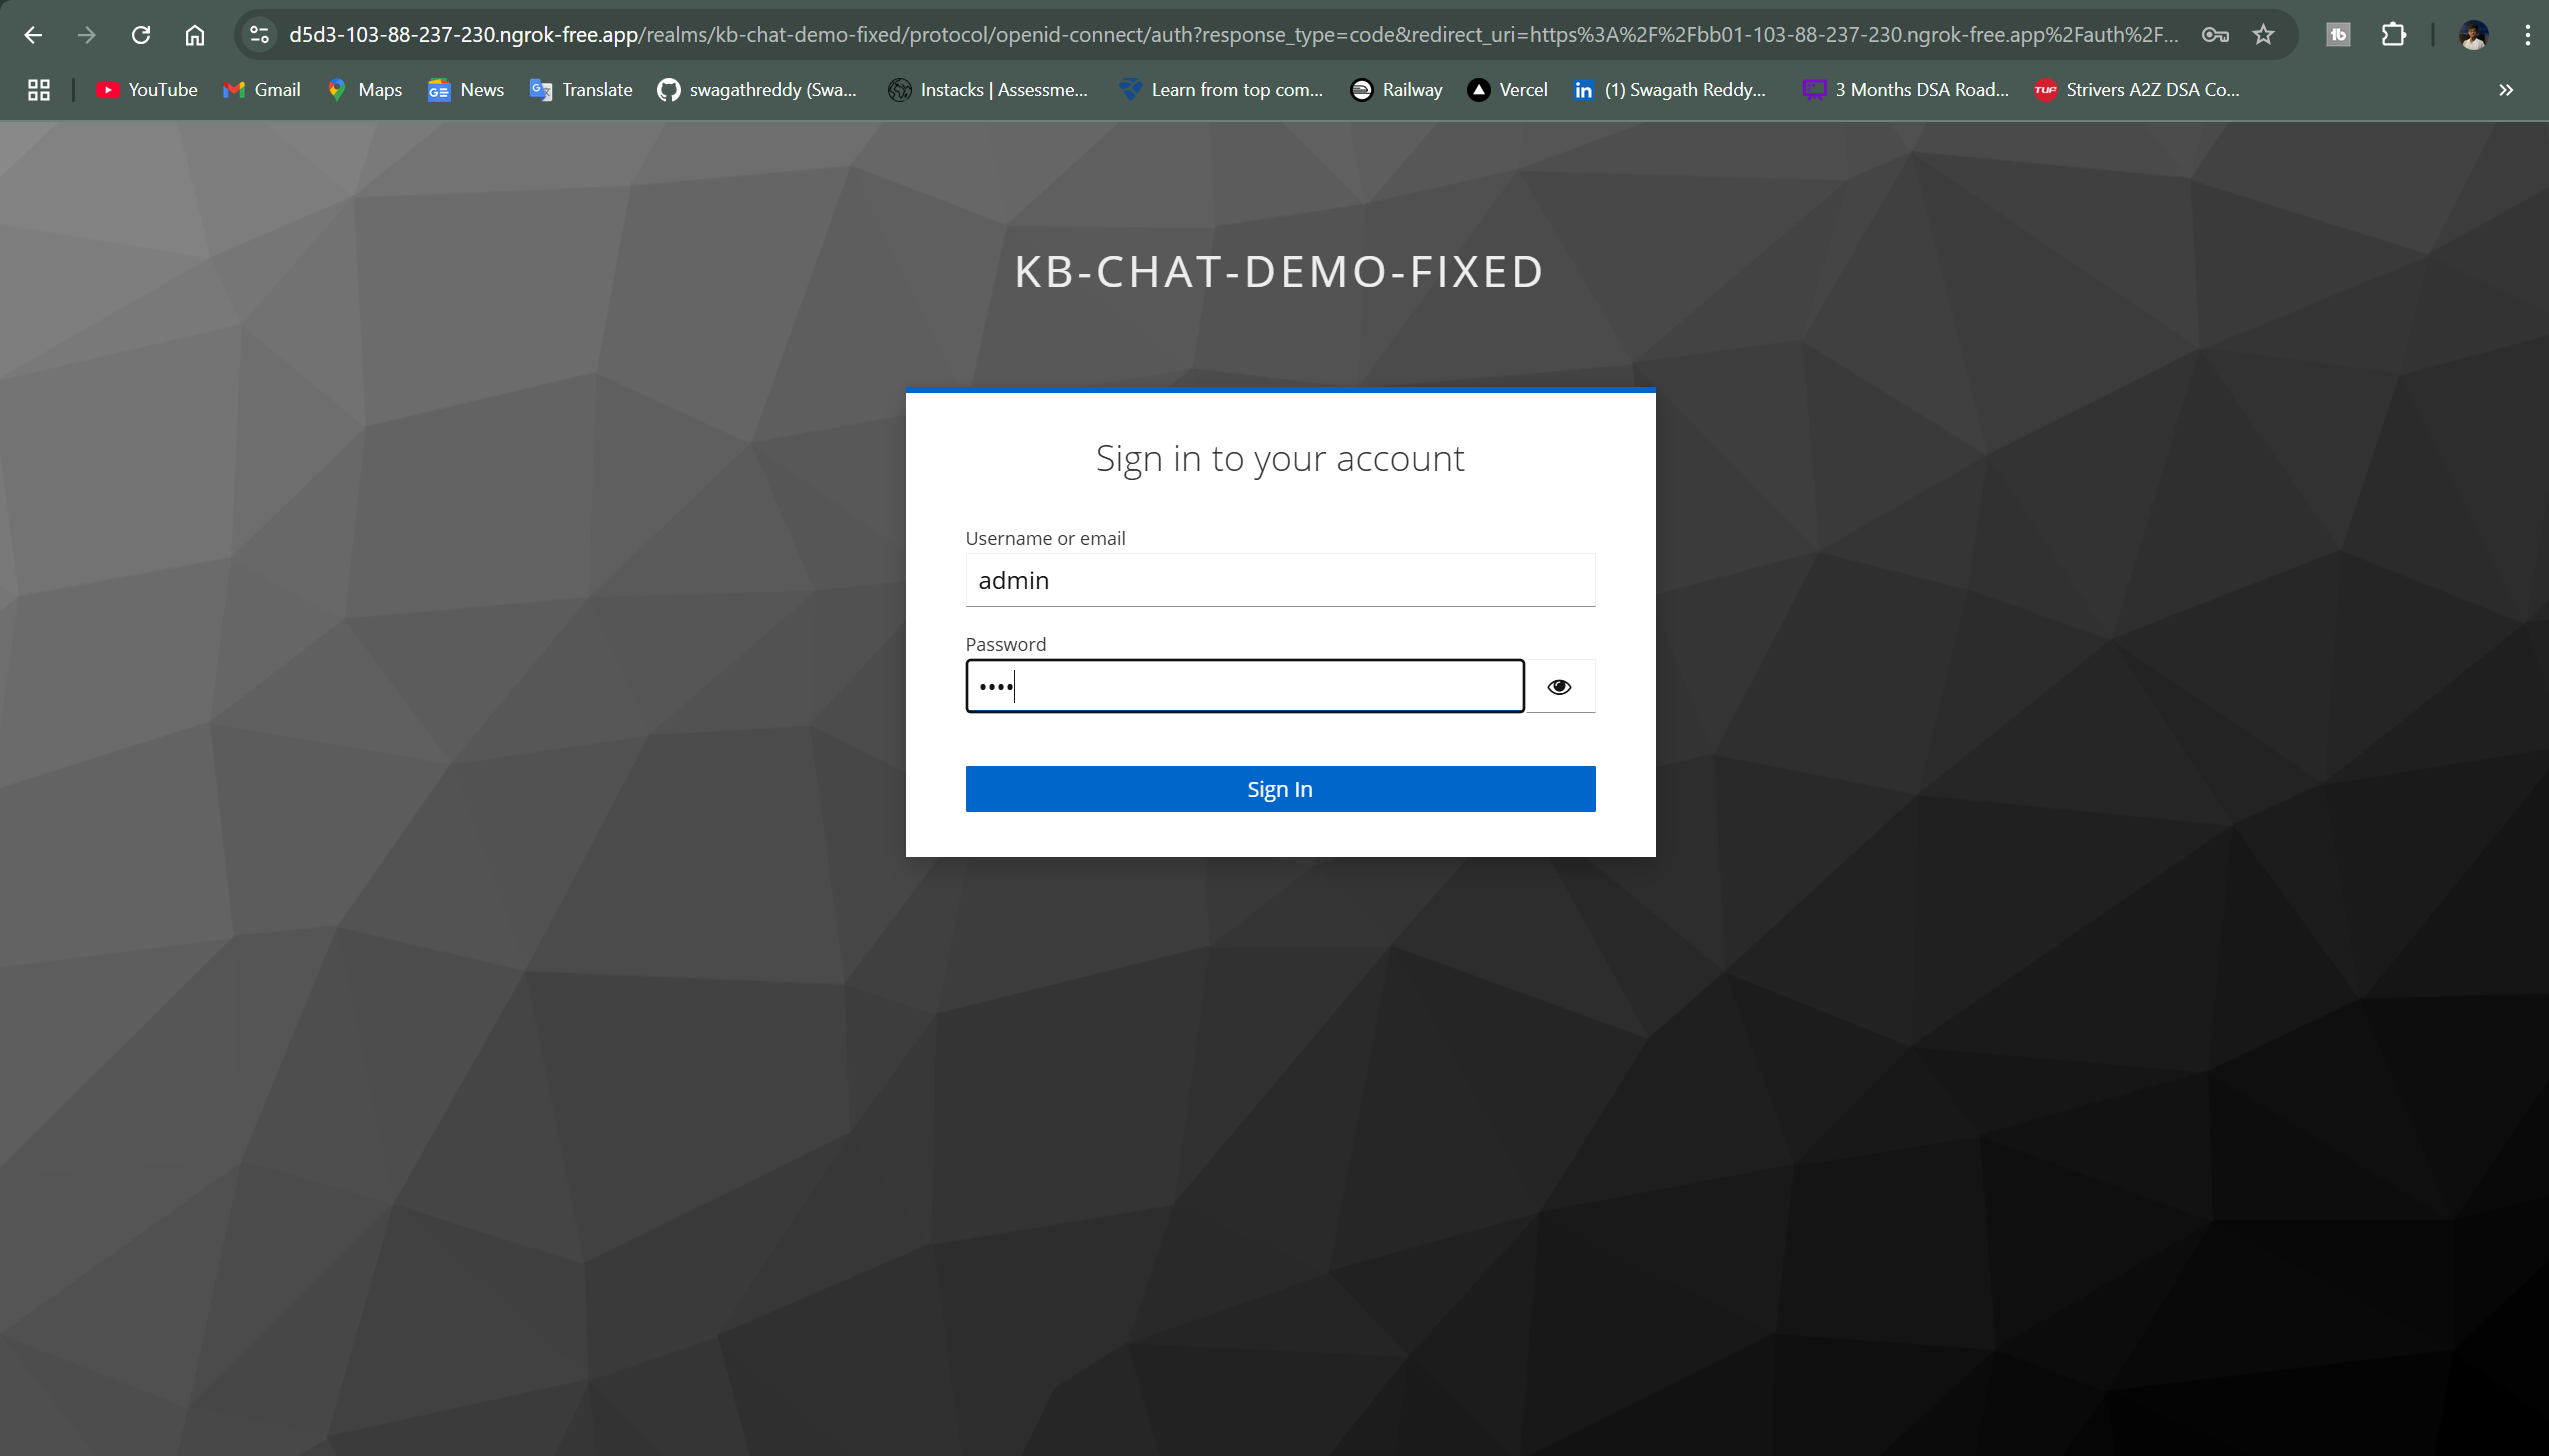 d5d3-103-88-237-230.ngrok-free.app/realms/kb-chat-demo-fixed/protocol/openid-connect/auth?response_type=code&redirect_uri=https%3A%2F%2Fbb01-103-88-237-230.ngrok-free.app%2Fauth%2F...
YouTube Gmail Maps News Translate swagathreddy (Swa... Instacks | Assessme... Learn from top com... Railway Vercel (1) Swagath Reddy... 3 Months DSA Road... TUF Strivers A2Z DSA Co...
KB-CHAT-DEMO-FIXED
Sign in to your account
Username or email
admin
Password
••••
Sign In